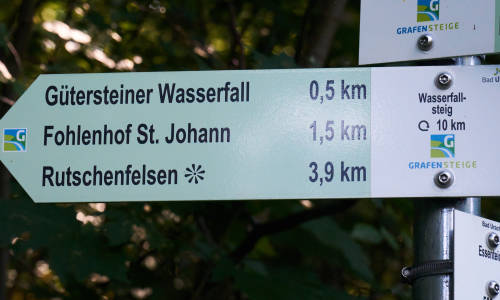 GRAFENSTEIGE
Gütersteiner Wasserfall 0,5 km
Fohlenhof St. Johann 1,5 km
Rutschenfelsen 3,9 km
G
Wasserfall-
steig
10 km
G
GRAFENSTEIGE
Bad